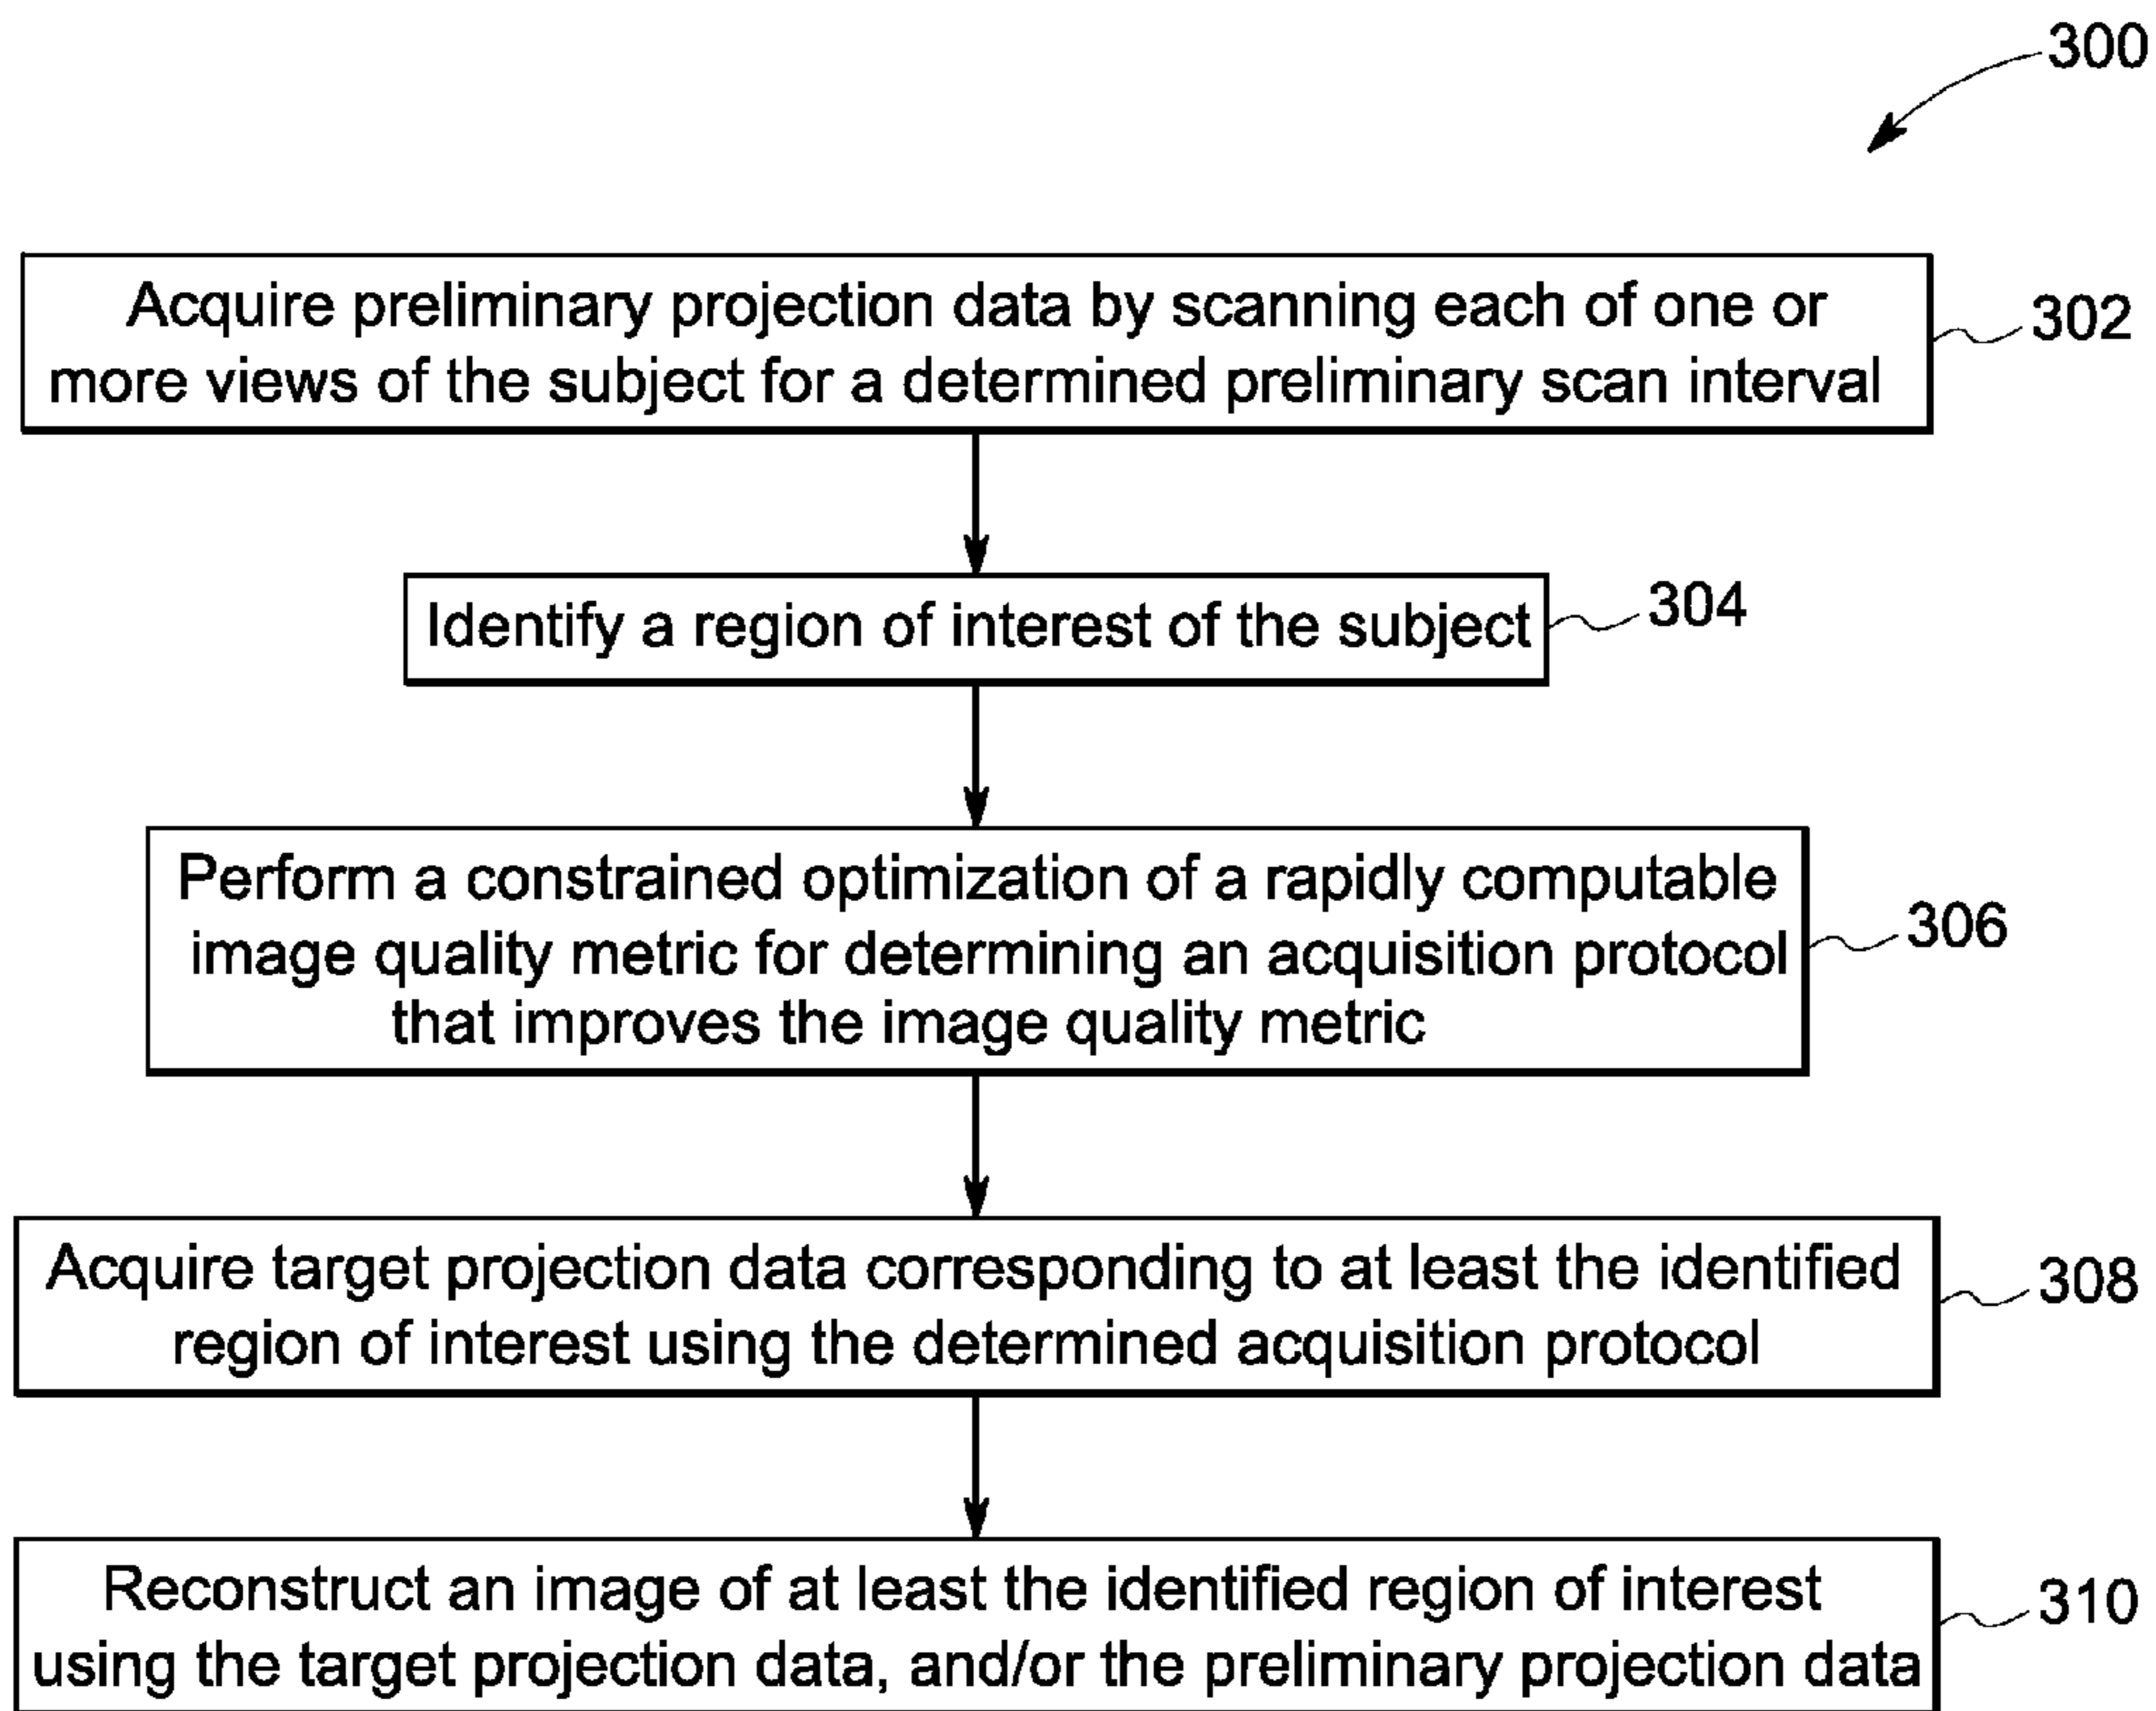 300
Acquire preliminary projection data by scanning each of one or
more views of the subject for a determined preliminary scan interval
302
Identify a region of interest of the subject
304
Perform a constrained optimization of a rapidly computable
image quality metric for determining an acquisition protocol
that improves the image quality metric
306
Acquire target projection data corresponding to at least the identified
region of interest using the determined acquisition protocol
308
Reconstruct an image of at least the identified region of interest
using the target projection data, and/or the preliminary projection data
310